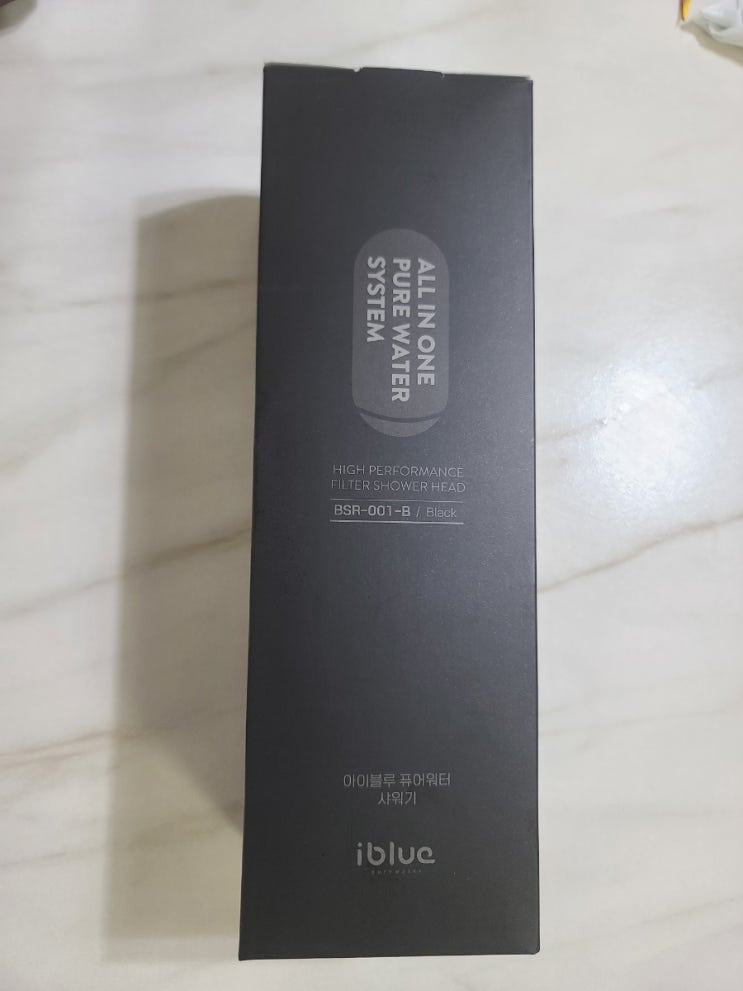 ALL IN ONE
PURE WATER
SYSTEM
HIGH PERFORMANCE
FILTER SHOWER HEAD
BSR-001-B / Black
아이블루 퓨어워터
샤워기
iblue